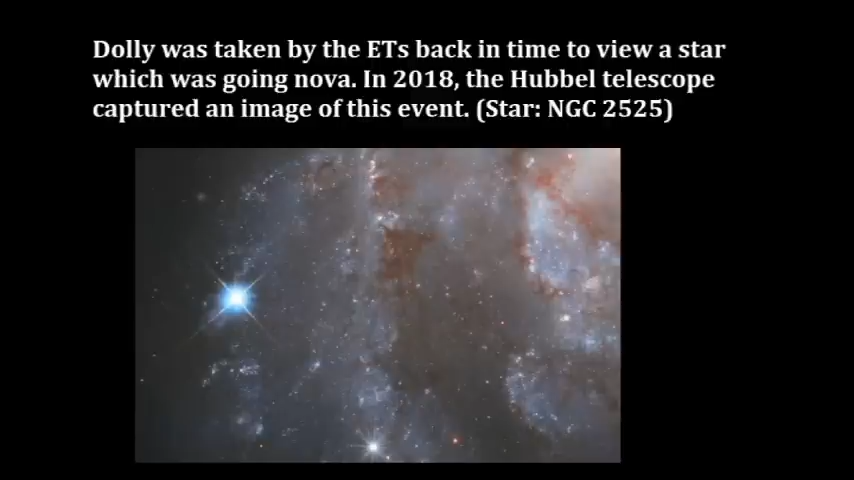 Dolly was taken by the ETs back in time to view a star
which was going nova. In 2018, the Hubbel telescope
captured an image of this event. (Star: NGC 2525)